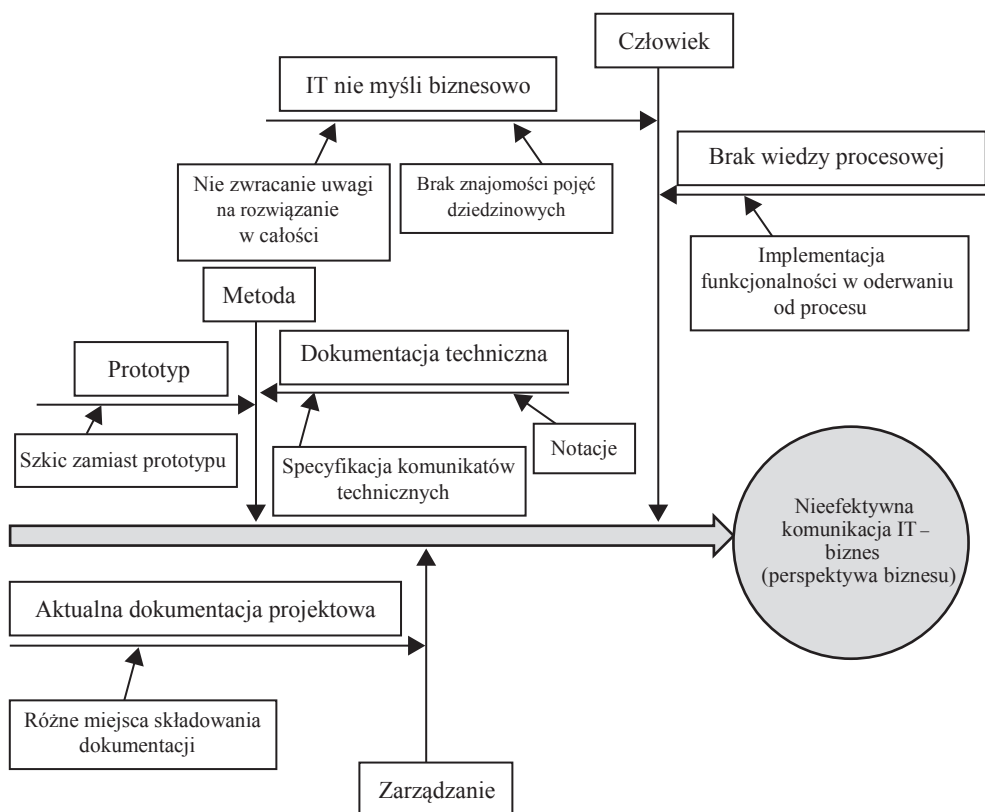 Człowiek
IT nie myśli biznesowo
Nie zwracanie uwagi
na rozwiązanie
w całości
Brak znajomości pojęć
dziedzinowych
Brak wiedzy procesowej
Implementacja
funkcjonalności w oderwaniu
od procesu
Metoda
Prototyp
Szkic zamiast prototypu
Dokumentacja techniczna
Specyfikacja komunikatów
technicznych
Notacje
Nieefektywna
komunikacja IT –
biznes
(perspektywa biznesu)
Aktualna dokumentacja projektowa
Różne miejsca składowania
dokumentacji
Zarządzanie